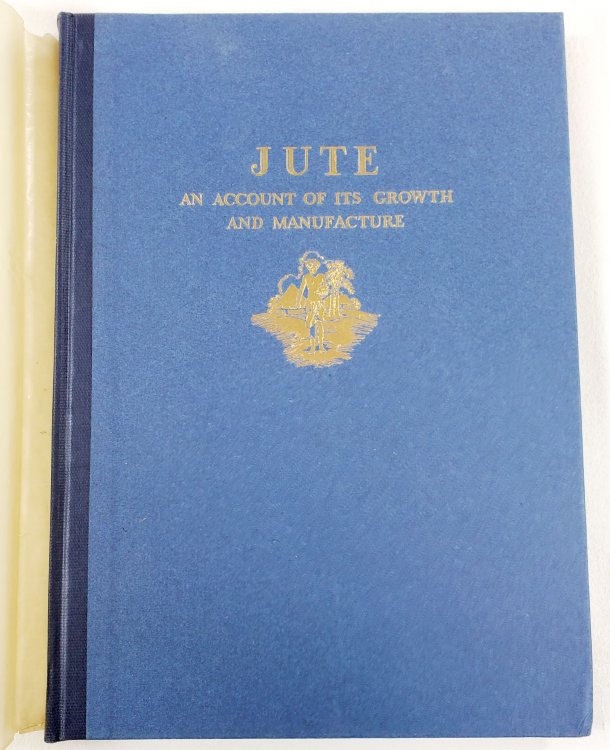 JUTE
AN ACCOUNT OF ITS GROWTH
AND MANUFACTURE